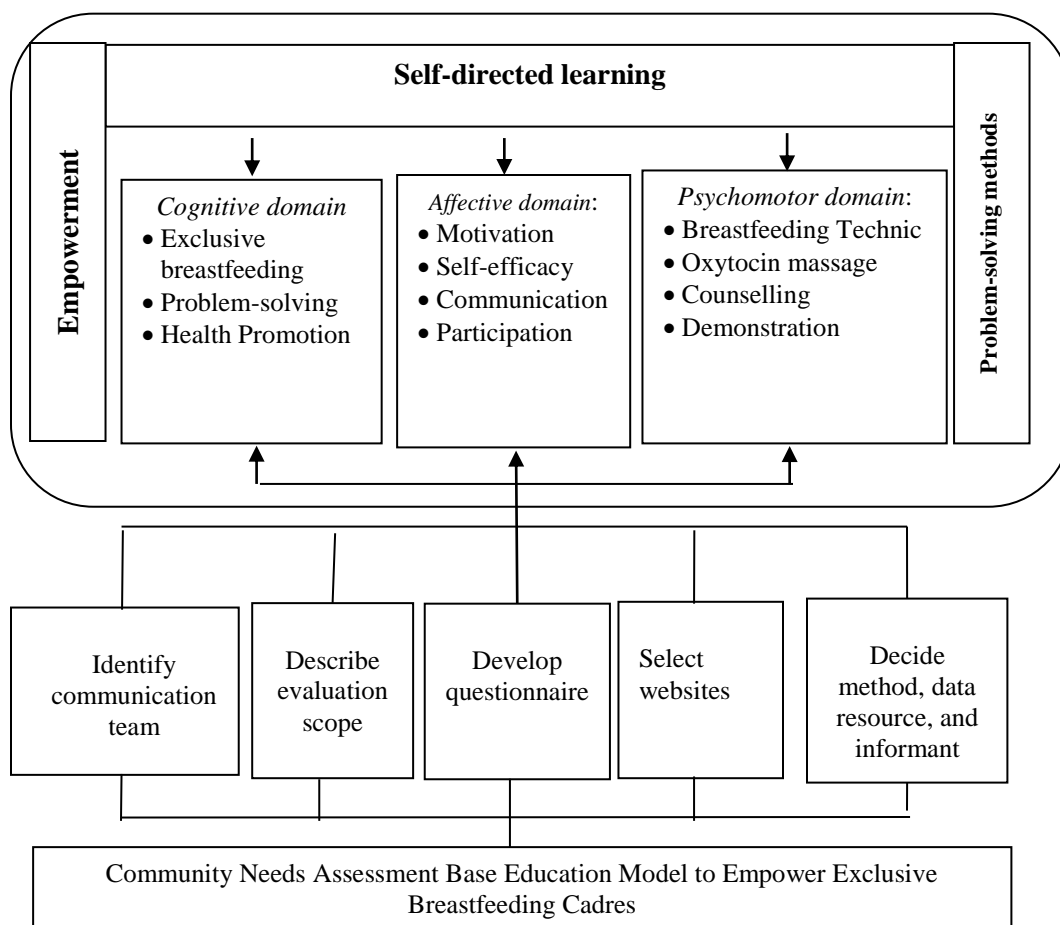 Self-directed learning
Empowerment
Problem-solving methods
Cognitive domain
• Exclusive
breastfeeding
• Problem-solving
• Health Promotion
Affective domain:
• Motivation
• Self-efficacy
• Communication
• Participation
Psychomotor domain:
• Breastfeeding Technic
• Oxytocin massage
• Counselling
• Demonstration
Identify
communication
team
Describe
evaluation
scope
Develop
questionnaire
Select
websites
Decide
method, data
resource, and
informant
Community Needs Assessment Base Education Model to Empower Exclusive
Breastfeeding Cadres